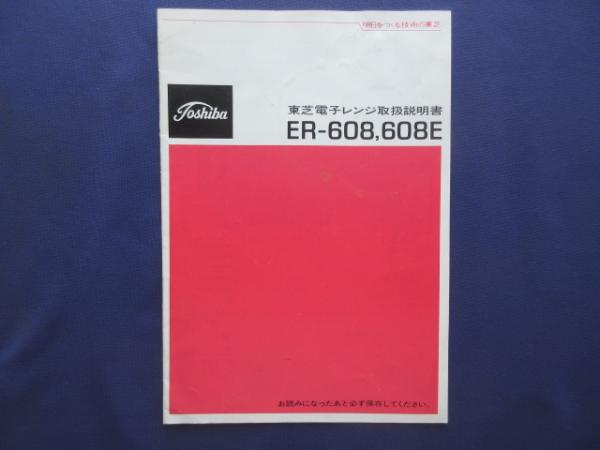 明日をつくる技術の東芝
Toshiba
東芝電子レンジ取扱説明書
ER-608,608E
お読みになったあと必ず保存してください。